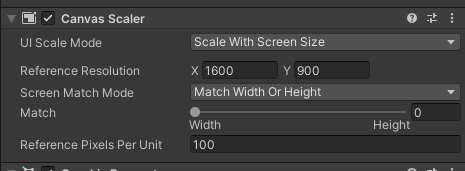 Canvas Scaler
UI Scale Mode Scale With Screen Size
Reference Resolution X 1600 Y 900
Screen Match Mode Match Width Or Height
Match 0
Width Height
Reference Pixels Per Unit 100